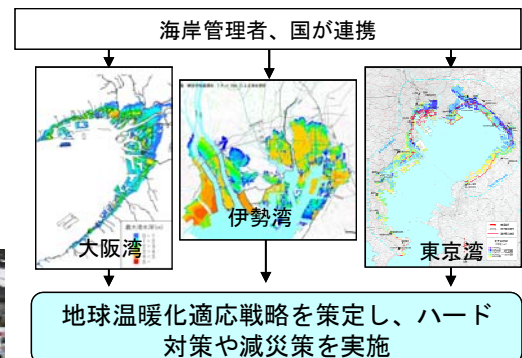 海岸管理者、国が連携
大阪湾
伊勢湾
東京湾
地球温暖化適応戦略を策定し、ハード
対策や減災策を実施